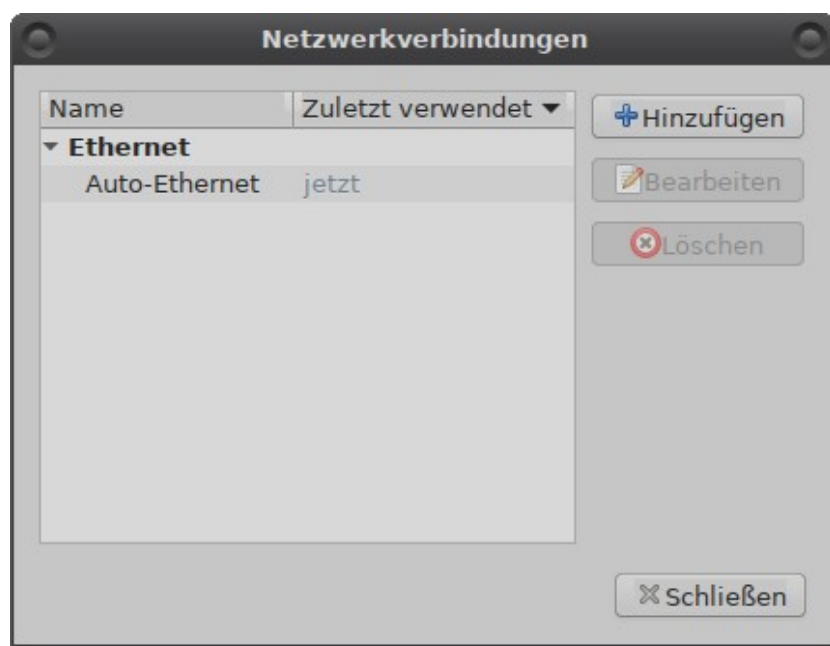 Netzwerkverbindungen
Name Zuletzt verwendet
Ethernet
Auto-Ethernet jetzt
Hinzufügen
Bearbeiten
Löschen
Schließen